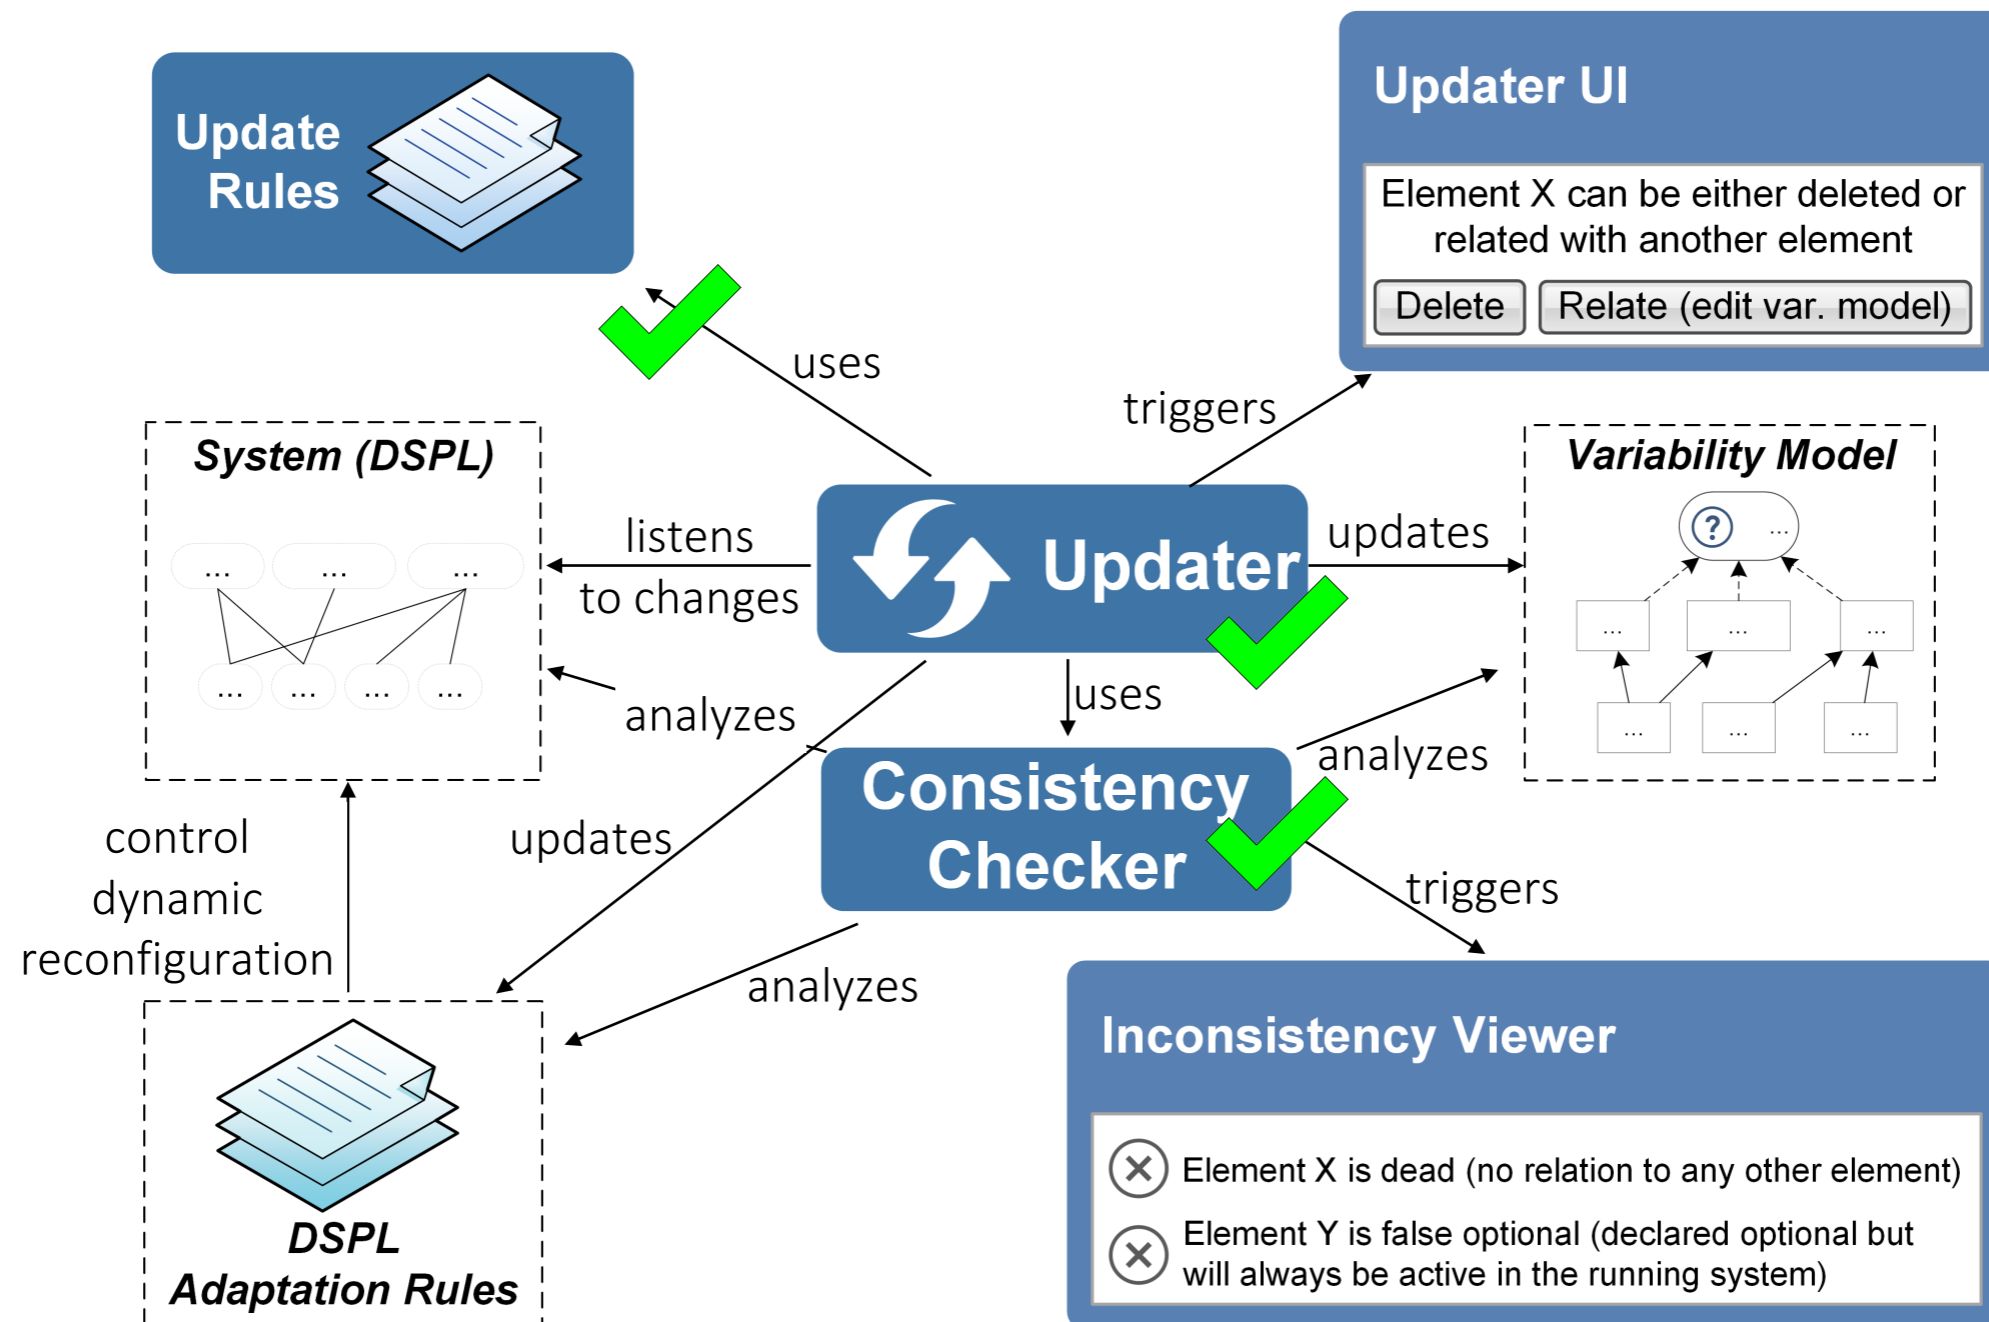 Update
Rules
Updater UI
Element X can be either deleted or
related with another element
Delete
Relate (edit var. model)
uses
triggers
System (DSPL)
...
...
...
...
...
...
...
listens
to changes
Updater
updates
Variability Model
?
...
...
...
...
...
...
...
analyzes
uses
analyzes
Consistency
Checker
control
dynamic
reconfiguration
updates
triggers
analyzes
DSPL
Adaptation Rules
Inconsistency Viewer
Element X is dead (no relation to any other element)
Element Y is false optional (declared optional but
will always be active in the running system)